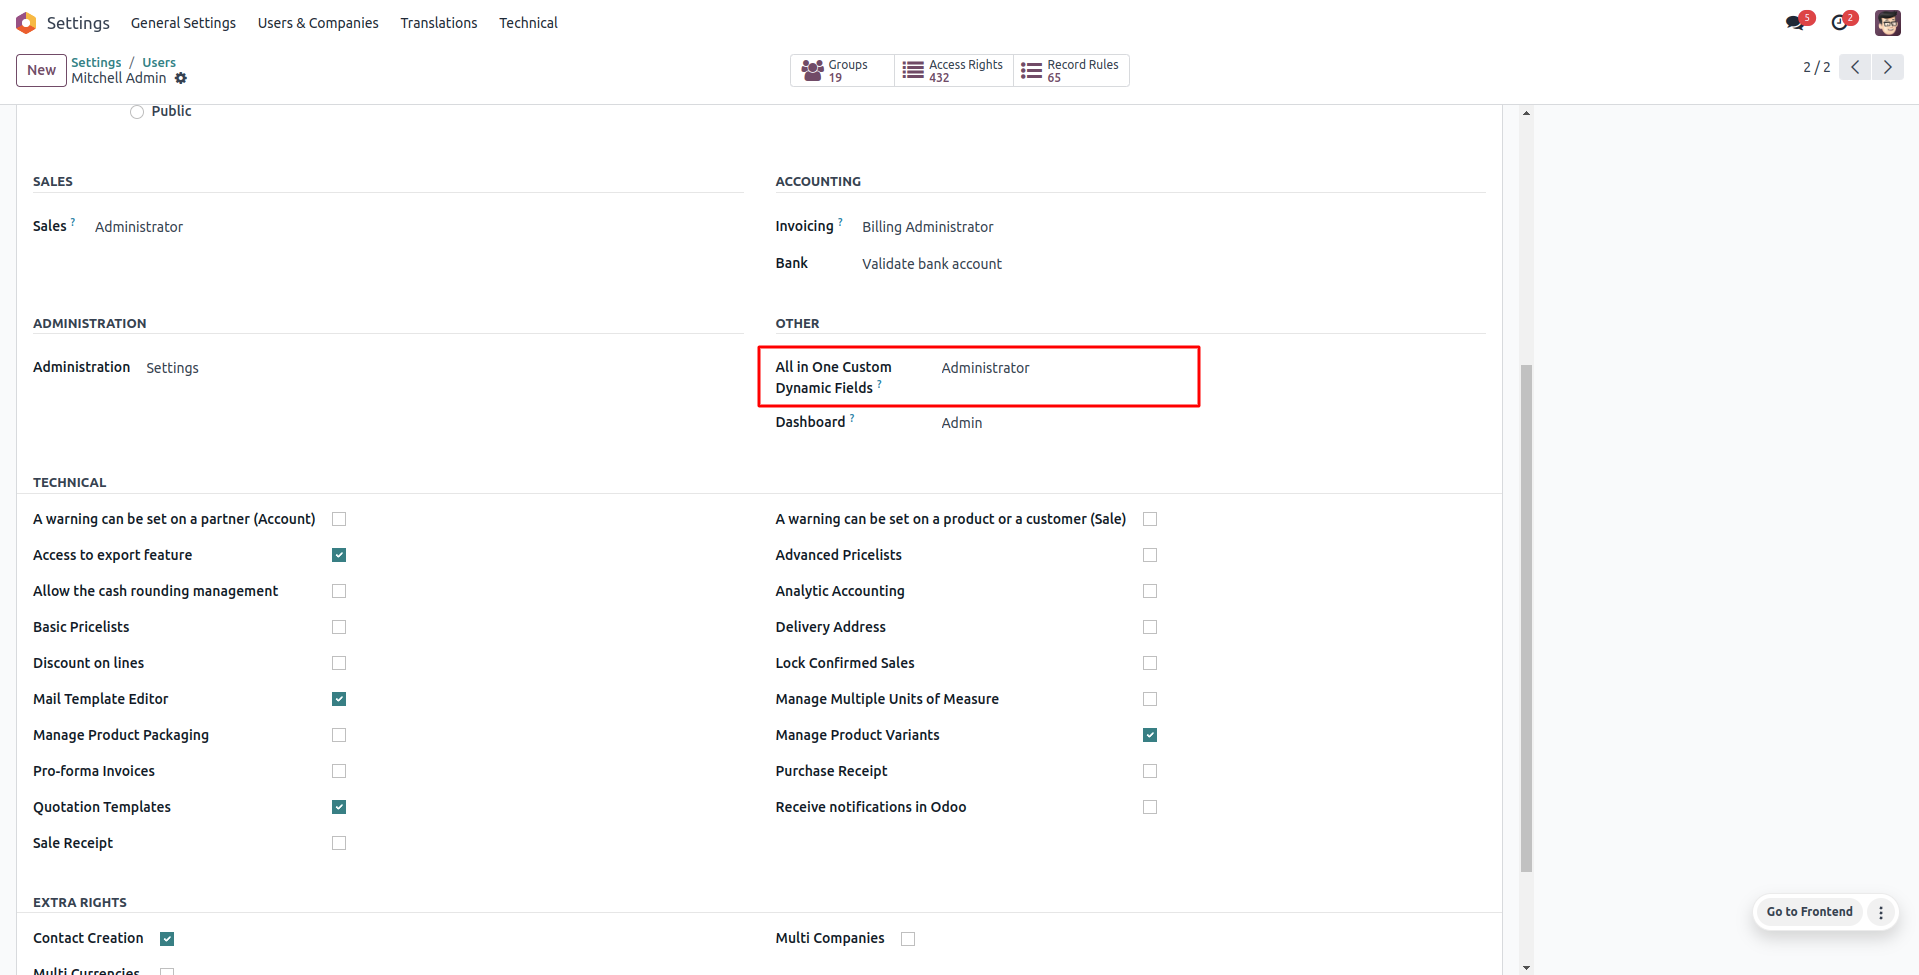 Settings General Settings Users & Companies Translations Technical 5 2
New Settings / Users Groups 19 Access Rights 432 Record Rules 65 2 / 2
Mitchell Admin
Public
SALES
Sales ? Administrator
ACCOUNTING
Invoicing ? Billing Administrator
Bank Validate bank account
ADMINISTRATION
Administration Settings
OTHER
All in One Custom Administrator
Dynamic Fields ?
Dashboard ? Admin
TECHNICAL
A warning can be set on a partner (Account) A warning can be set on a product or a customer (Sale)
Access to export feature Advanced Pricelists
Allow the cash rounding management Analytic Accounting
Basic Pricelists Delivery Address
Discount on lines Lock Confirmed Sales
Mail Template Editor Manage Multiple Units of Measure
Manage Product Packaging Manage Product Variants
Pro-forma Invoices Purchase Receipt
Quotation Templates Receive notifications in Odoo
Sale Receipt
EXTRA RIGHTS
Go to Frontend
Contact Creation Multi Companies
Multi Currencies